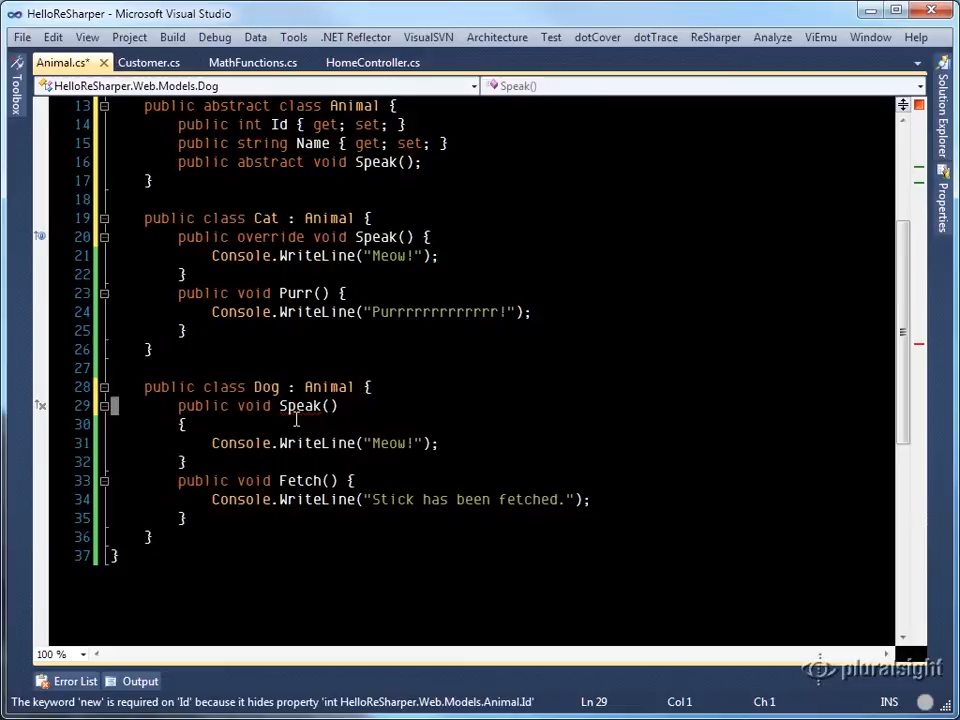 HelloReSharper - Microsoft Visual Studio
File Edit View Project Build Debug Data Tools .NET Reflector VisualSVN Architecture Test dotCover dotTrace ReSharper Analyze ViEmu Window Help
Animal.cs* Customer.cs MathFunctions.cs HomeController.cs
HelloReSharper.Web.Models.Dog Speak()
Toolbox
Solution Explorer
Properties
13 public abstract class Animal {
14 public int Id { get; set; }
15 public string Name { get; set; }
16 public abstract void Speak();
17 }
18
19 public class Cat : Animal {
20 public override void Speak() {
21 Console.WriteLine("Meow!");
22 }
23 public void Purr() {
24 Console.WriteLine("Purrrrrrrrrrrrr!");
25 }
26 }
27
28 public class Dog : Animal {
29 public void Speak()
30 {
31 Console.WriteLine("Meow!");
32 }
33 public void Fetch() {
34 Console.WriteLine("Stick has been fetched.");
35 }
36 }
37 }
100 %
pluralsight
Error List Output
The keyword 'new' is required on 'Id' because it hides property 'int HelloReSharper.Web.Models.Animal.Id' Ln 29 Col 1 Ch 1 INS